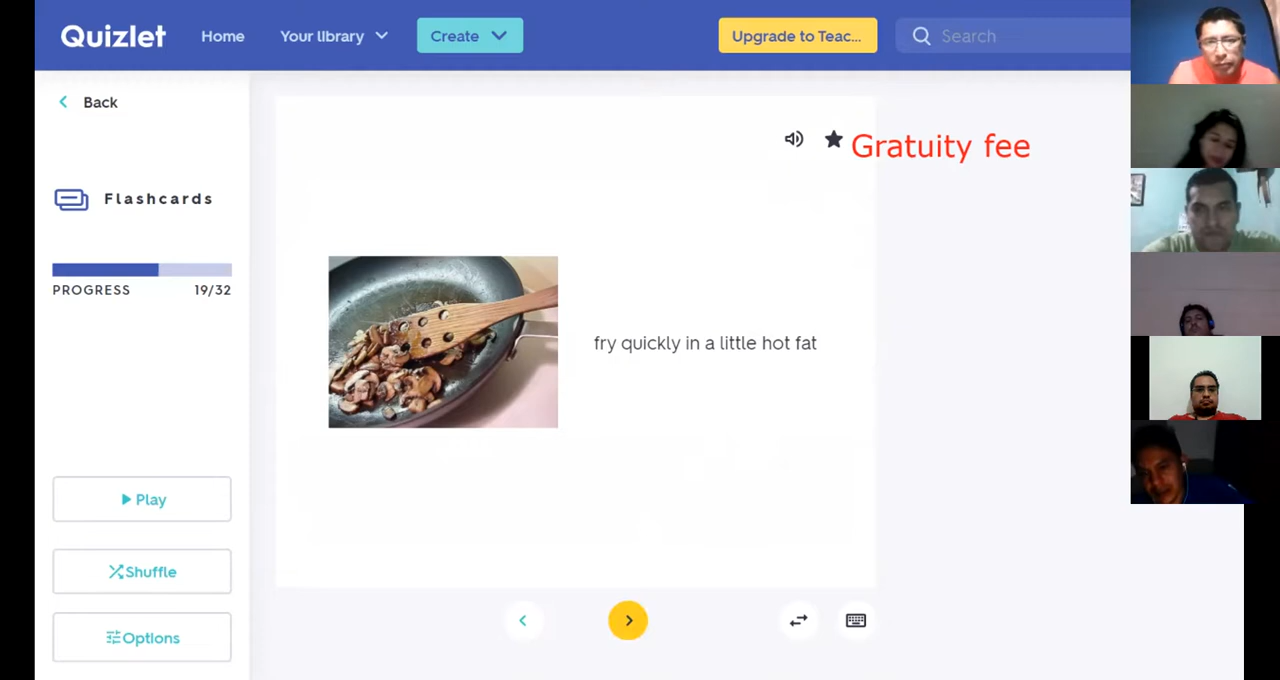 Quizlet
Home
Your lIbrary
Create
Upgrade to Teac...
Search
Back
Gratuity fee
Flashcards
PROGRESS 19/32
fry quickly in a little hot fat
Play
Shuffle
Options